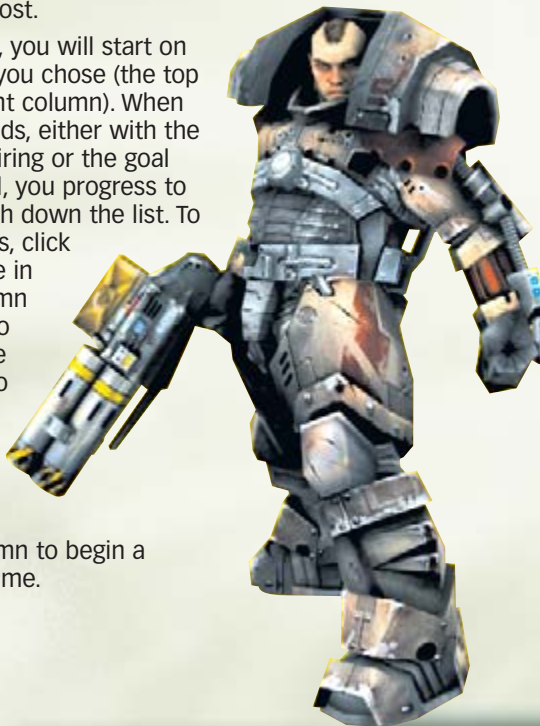 ost.
, you will start on
you chose (the top
nt column). When
ds, either with the
iring or the goal
, you progress to
h down the list. To
s, click
e in
mn
o
e
o
mn to begin a
me.